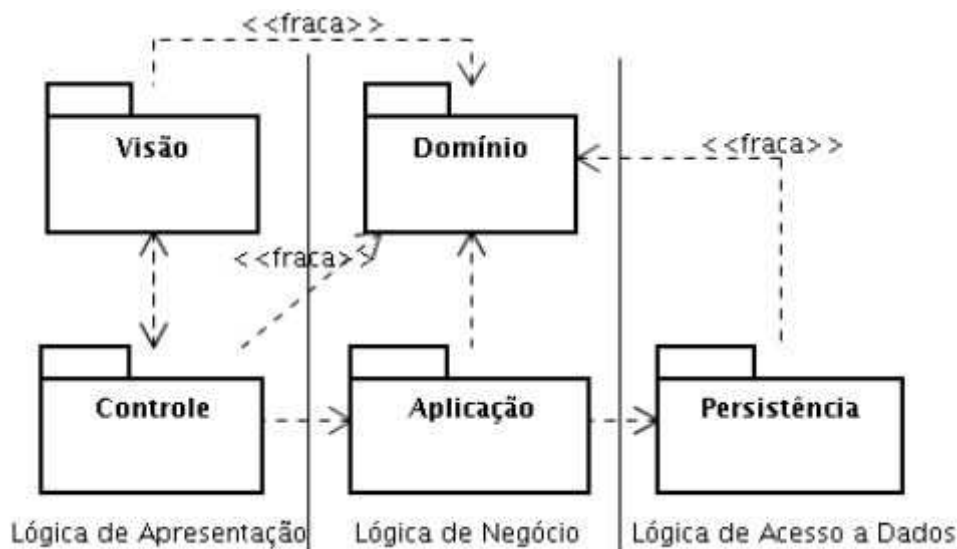 <<fraca>>
Visão
Domínio
<<fraca>>
<<fraca>>
Controle
Aplicação
Persistência
Lógica de Apresentação
Lógica de Negócio
Lógica de Acesso a Dados